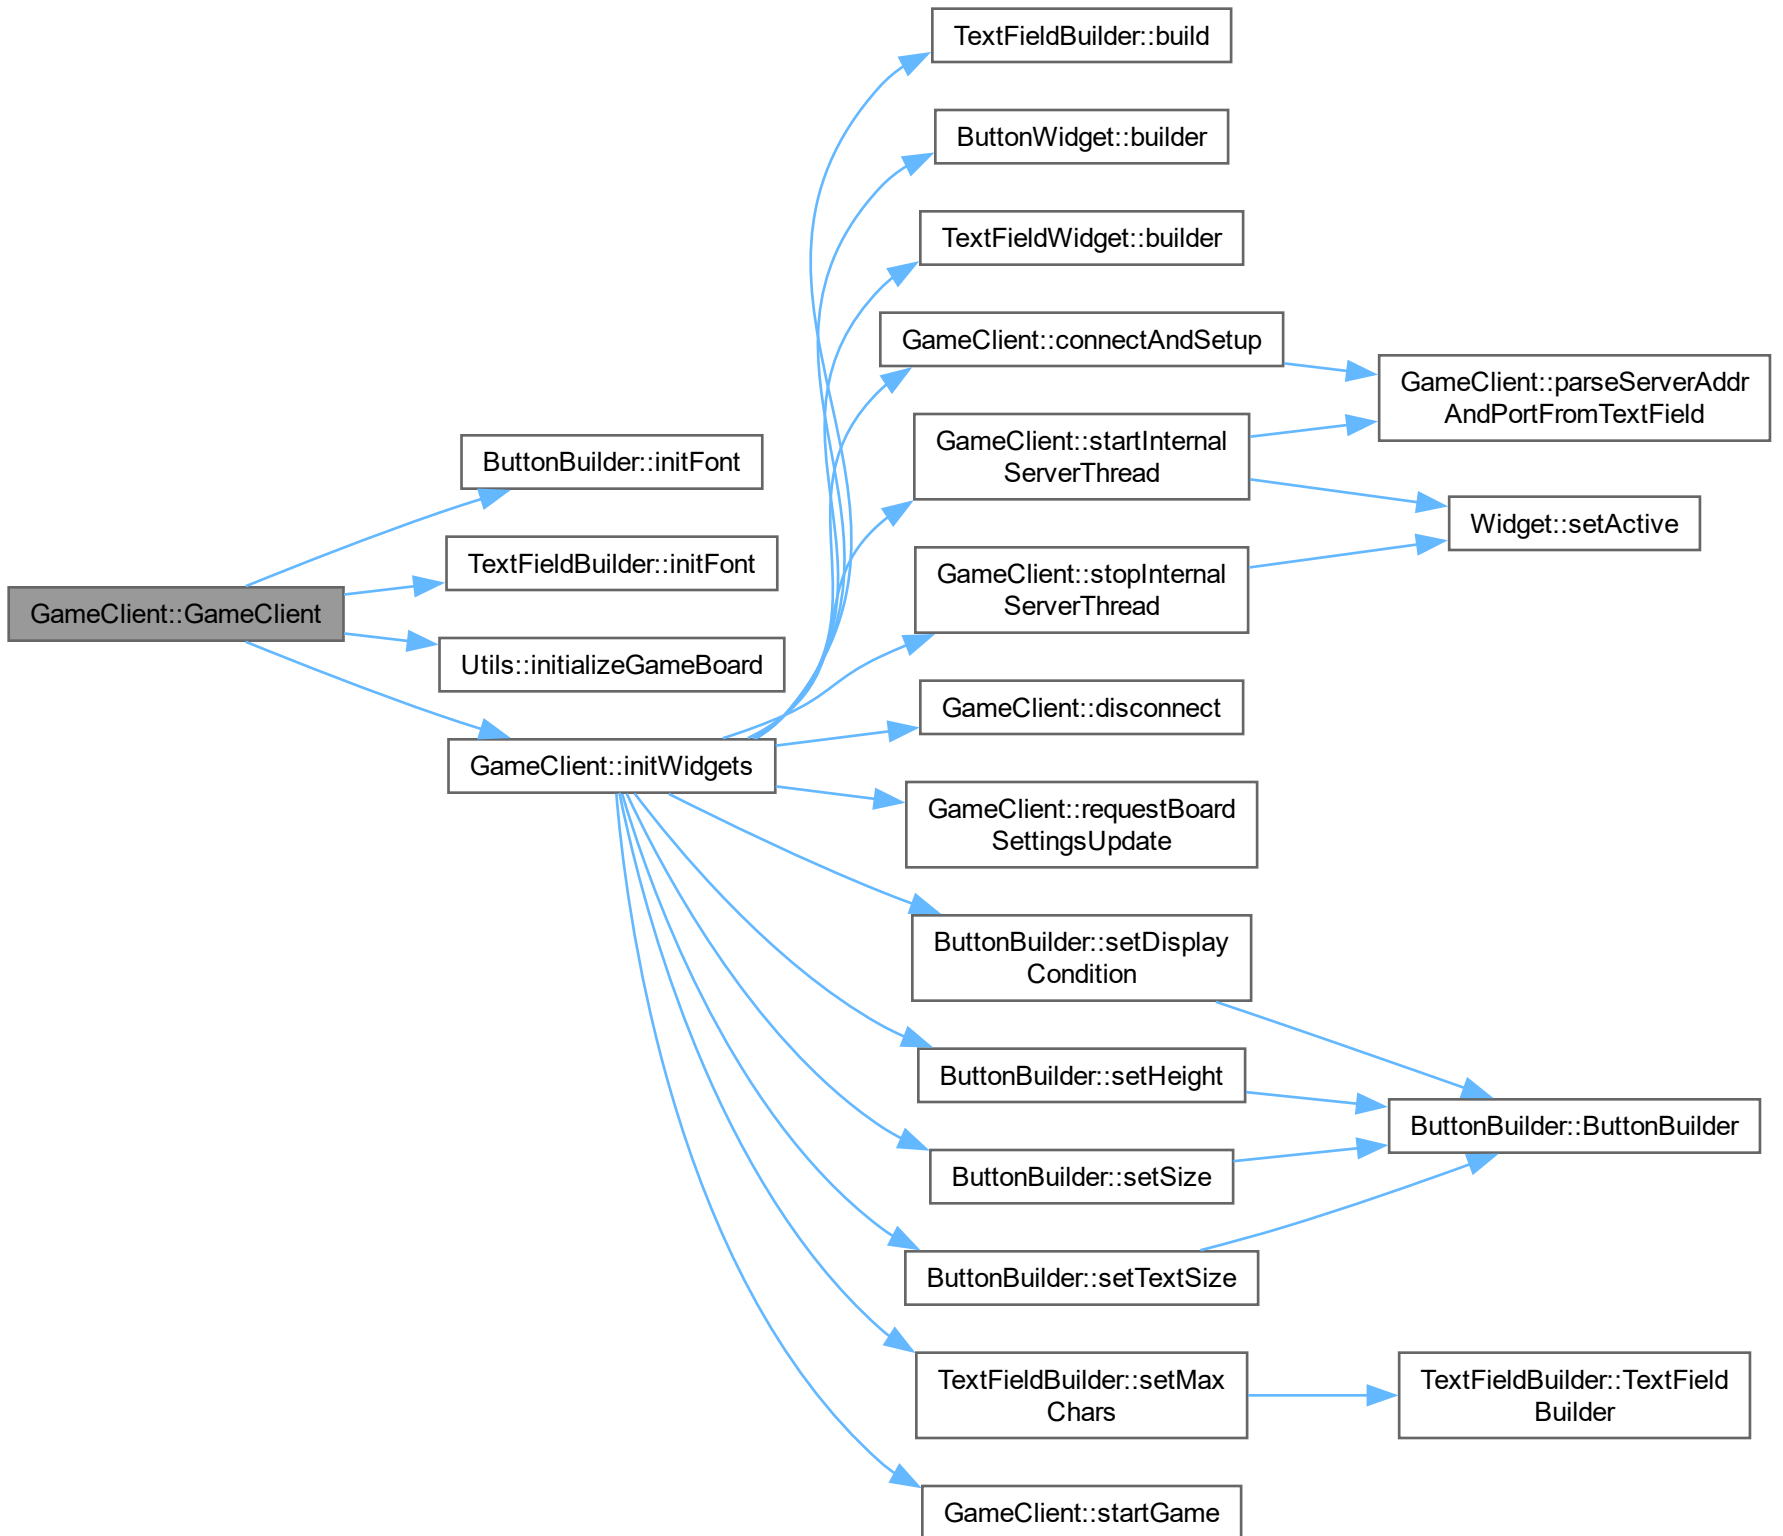 GameClient::GameClient
ButtonBuilder::initFont
TextFieldBuilder::initFont
Utils::initializeGameBoard
GameClient::initWidgets
TextFieldBuilder::build
ButtonWidget::builder
TextFieldWidget::builder
GameClient::connectAndSetup
GameClient::startInternal
ServerThread
GameClient::stopInternal
ServerThread
GameClient::disconnect
GameClient::requestBoard
SettingsUpdate
ButtonBuilder::setDisplay
Condition
ButtonBuilder::setHeight
ButtonBuilder::setSize
ButtonBuilder::setTextSize
TextFieldBuilder::setMax
Chars
GameClient::startGame
GameClient::parseServerAddr
AndPortFromTextField
Widget::setActive
ButtonBuilder::ButtonBuilder
TextFieldBuilder::TextField
Builder